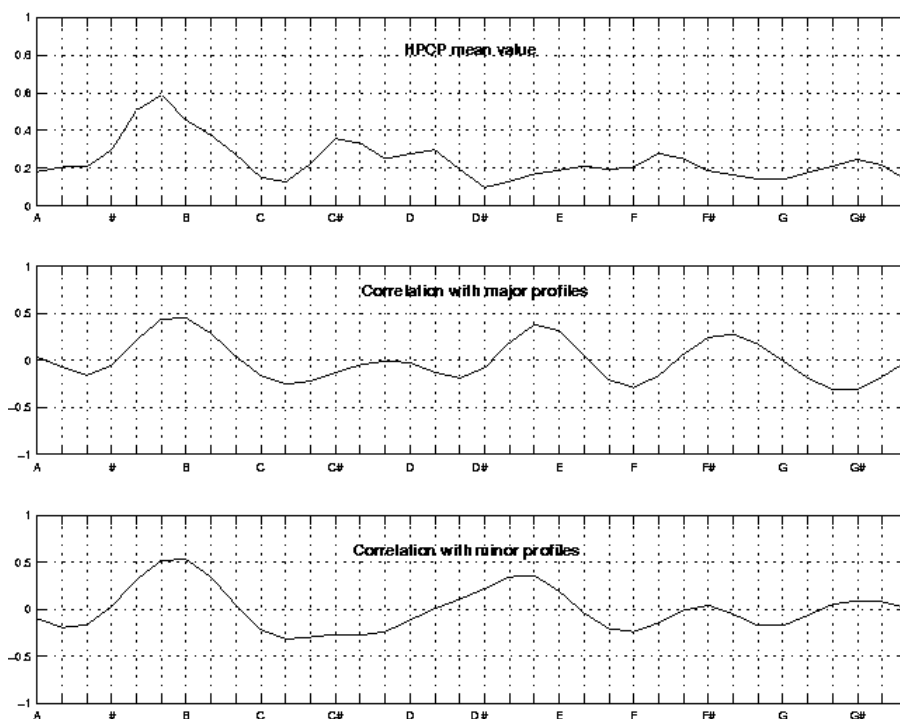 HPCP mean value
1
0.8
0.6
0.4
0.2
0
A # B C C# D D# E F F# G G#
Correlation with major profiles
1
0.5
0
−0.5
−1
A # B C C# D D# E F F# G G#
Correlation with minor profiles
1
0.5
0
−0.5
−1
A # B C C# D D# E F F# G G#